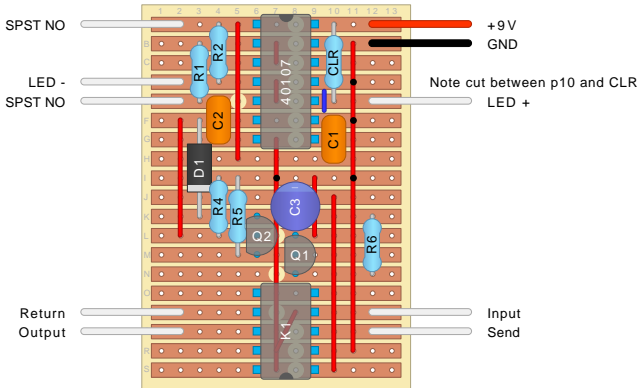 1 2 3 4 5 6 7 8 9 10 11 12 13
SPST NO
+9V
B
GND
C
LED -
Note cut between p10 and CLR
SPST NO
LED +
F
G
H
I
J
K
L
M
N
O
Return
Input
Output
Send
R
S
R1
R2
40107
CLR
C2
C1
D1
R4
R5
C3
Q2
Q1
R6
K1